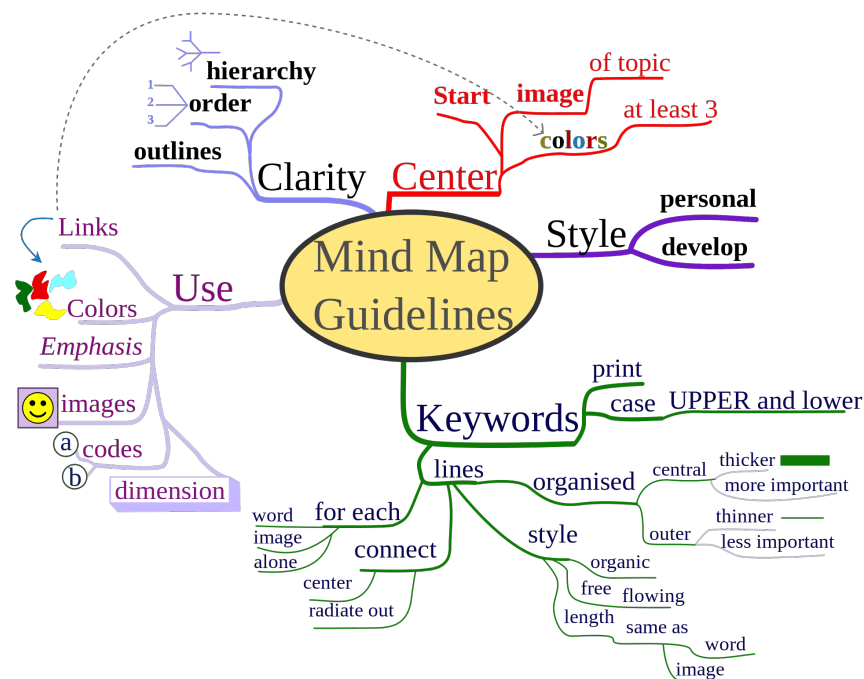 Mind Map
Guidelines
Clarity
hierarchy
1
2
3
order
outlines
Center
Start
image
of topic
colors
at least 3
Style
personal
develop
Use
Links
Colors
Emphasis
images
codes
a
b
dimension
Keywords
print
case
UPPER and lower
lines
organised
central
thicker
more important
outer
thinner
less important
style
organic
free
flowing
length
same as
word
image
connect
center
radiate out
for each
word
image
alone